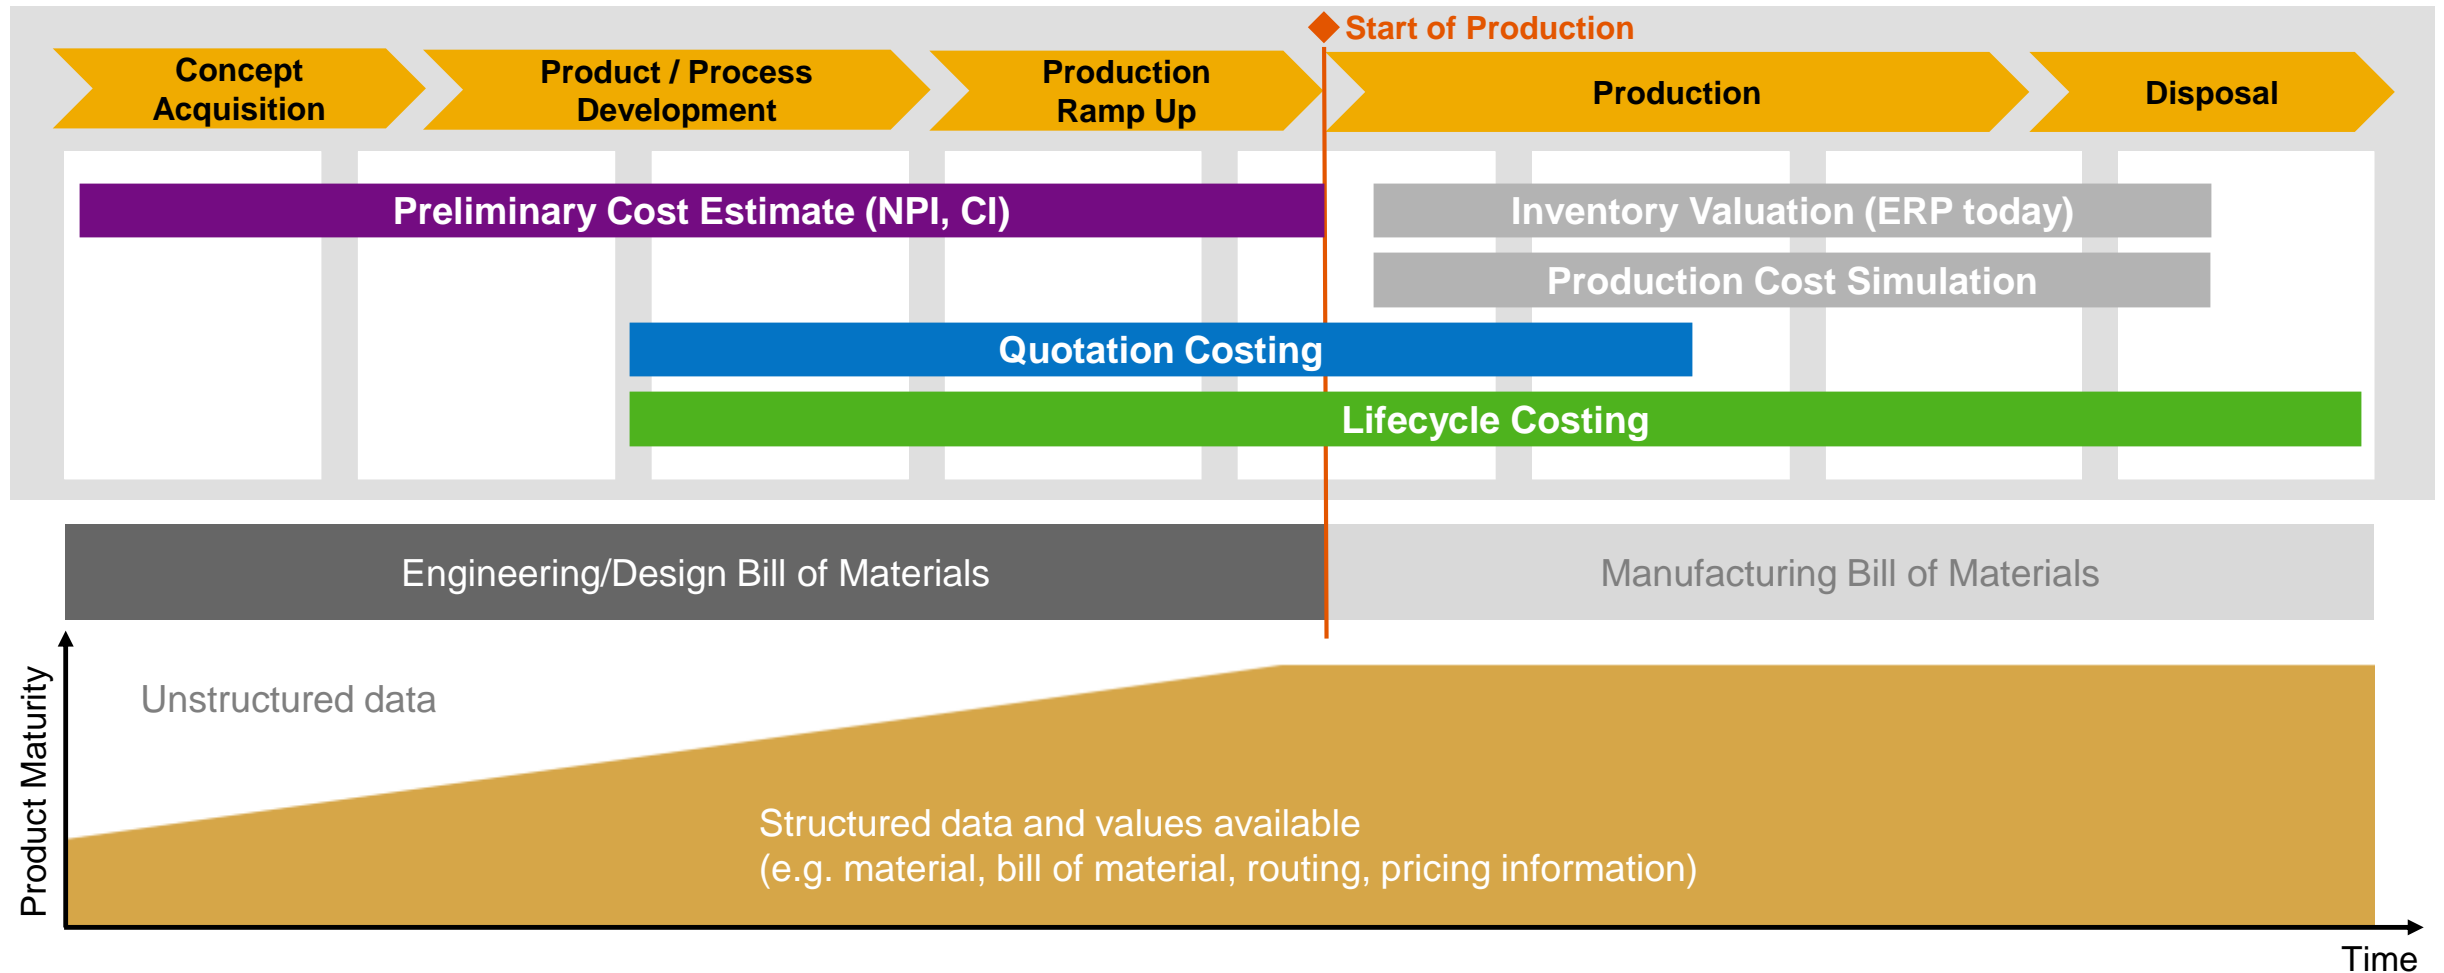 Start of Production
Concept
Acquisition
Product / Process
Development
Production
Ramp Up
Production
Disposal
Preliminary Cost Estimate (NPI, CI)
Inventory Valuation (ERP today)
Production Cost Simulation
Quotation Costing
Lifecycle Costing
Engineering/Design Bill of Materials
Manufacturing Bill of Materials
Product Maturity
Unstructured data
Structured data and values available
(e.g. material, bill of material, routing, pricing information)
Time